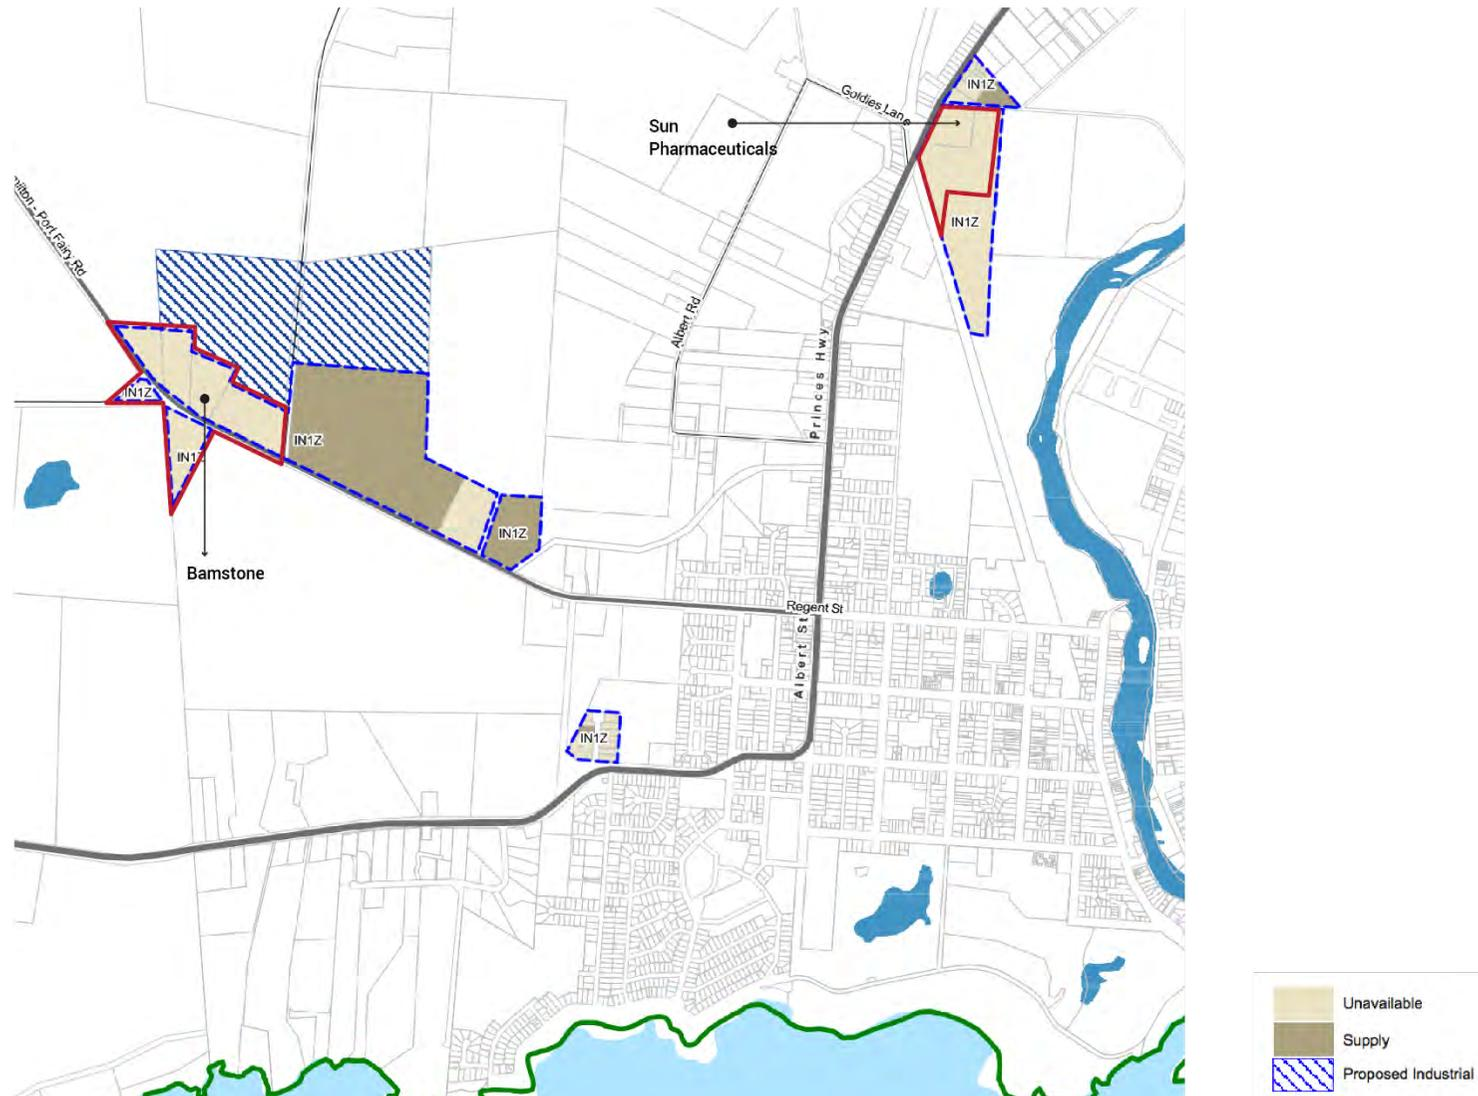 IN1Z
Goldies Lane
Sun
Pharmaceuticals
IN1Z
Port Fairy Rd
Albert Rd
Princes Hwy
IN1Z
IN1Z
IN1Z
Bamstone
Regent St
Albert St
IN1Z
Unavailable
Supply
Proposed Industrial